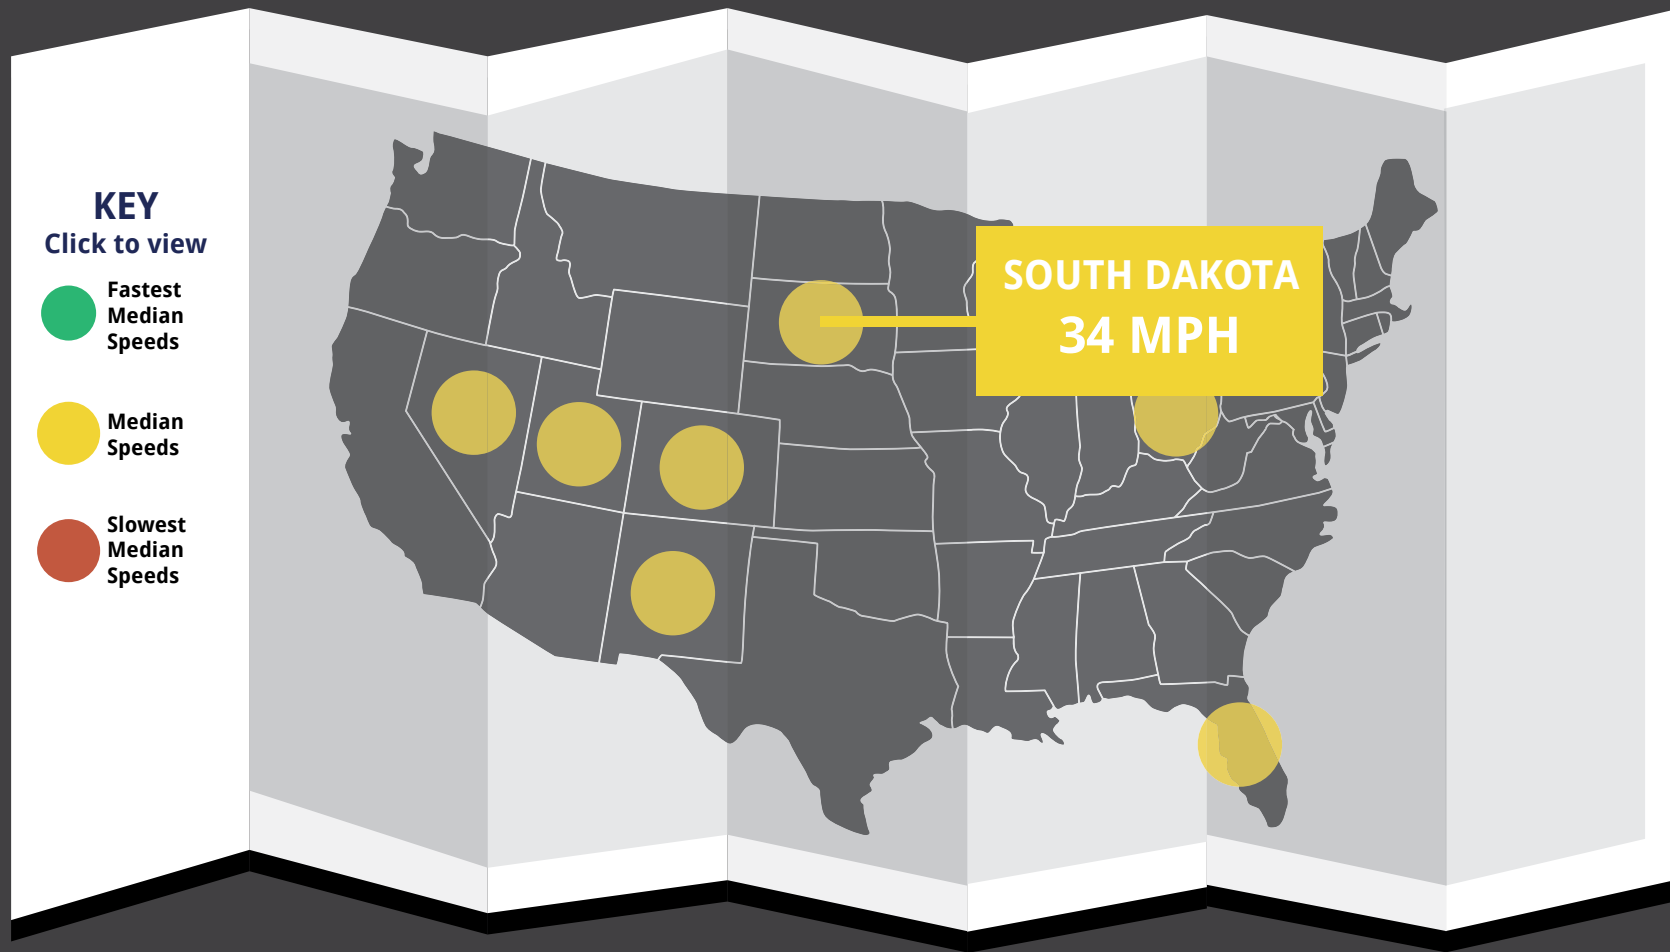 KEY
Click to view
Fastest
Median
Speeds
Median
Speeds
Slowest
Median
Speeds
SOUTH DAKOTA
34 MPH